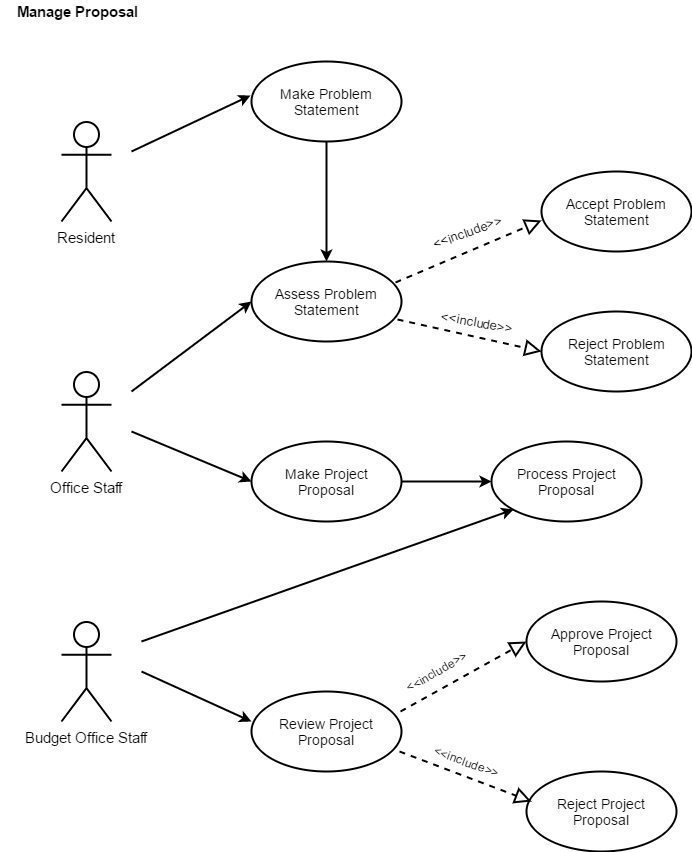 Manage Proposal
Make Problem
Statement
Resident
Accept Problem
Statement
<<include>>
Assess Problem
Statement
<<include>>
Reject Problem
Statement
Office Staff
Make Project
Proposal
Process Project
Proposal
Budget Office Staff
Approve Project
Proposal
<<include>>
Review Project
Proposal
<<include>>
Reject Project
Proposal